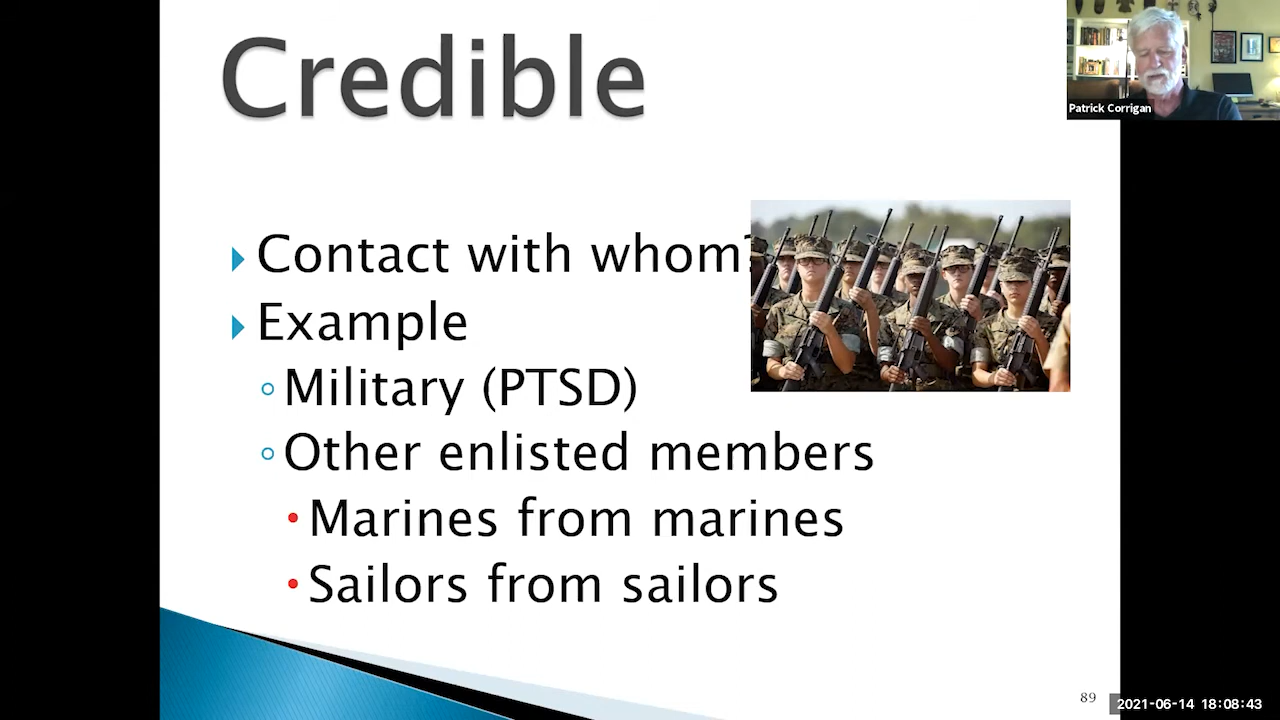 Credible
Patrick Corrigan
Contact with whom?
Example
Military (PTSD)
Other enlisted members
Marines from marines
Sailors from sailors
89
2021-06-14 18:08:43